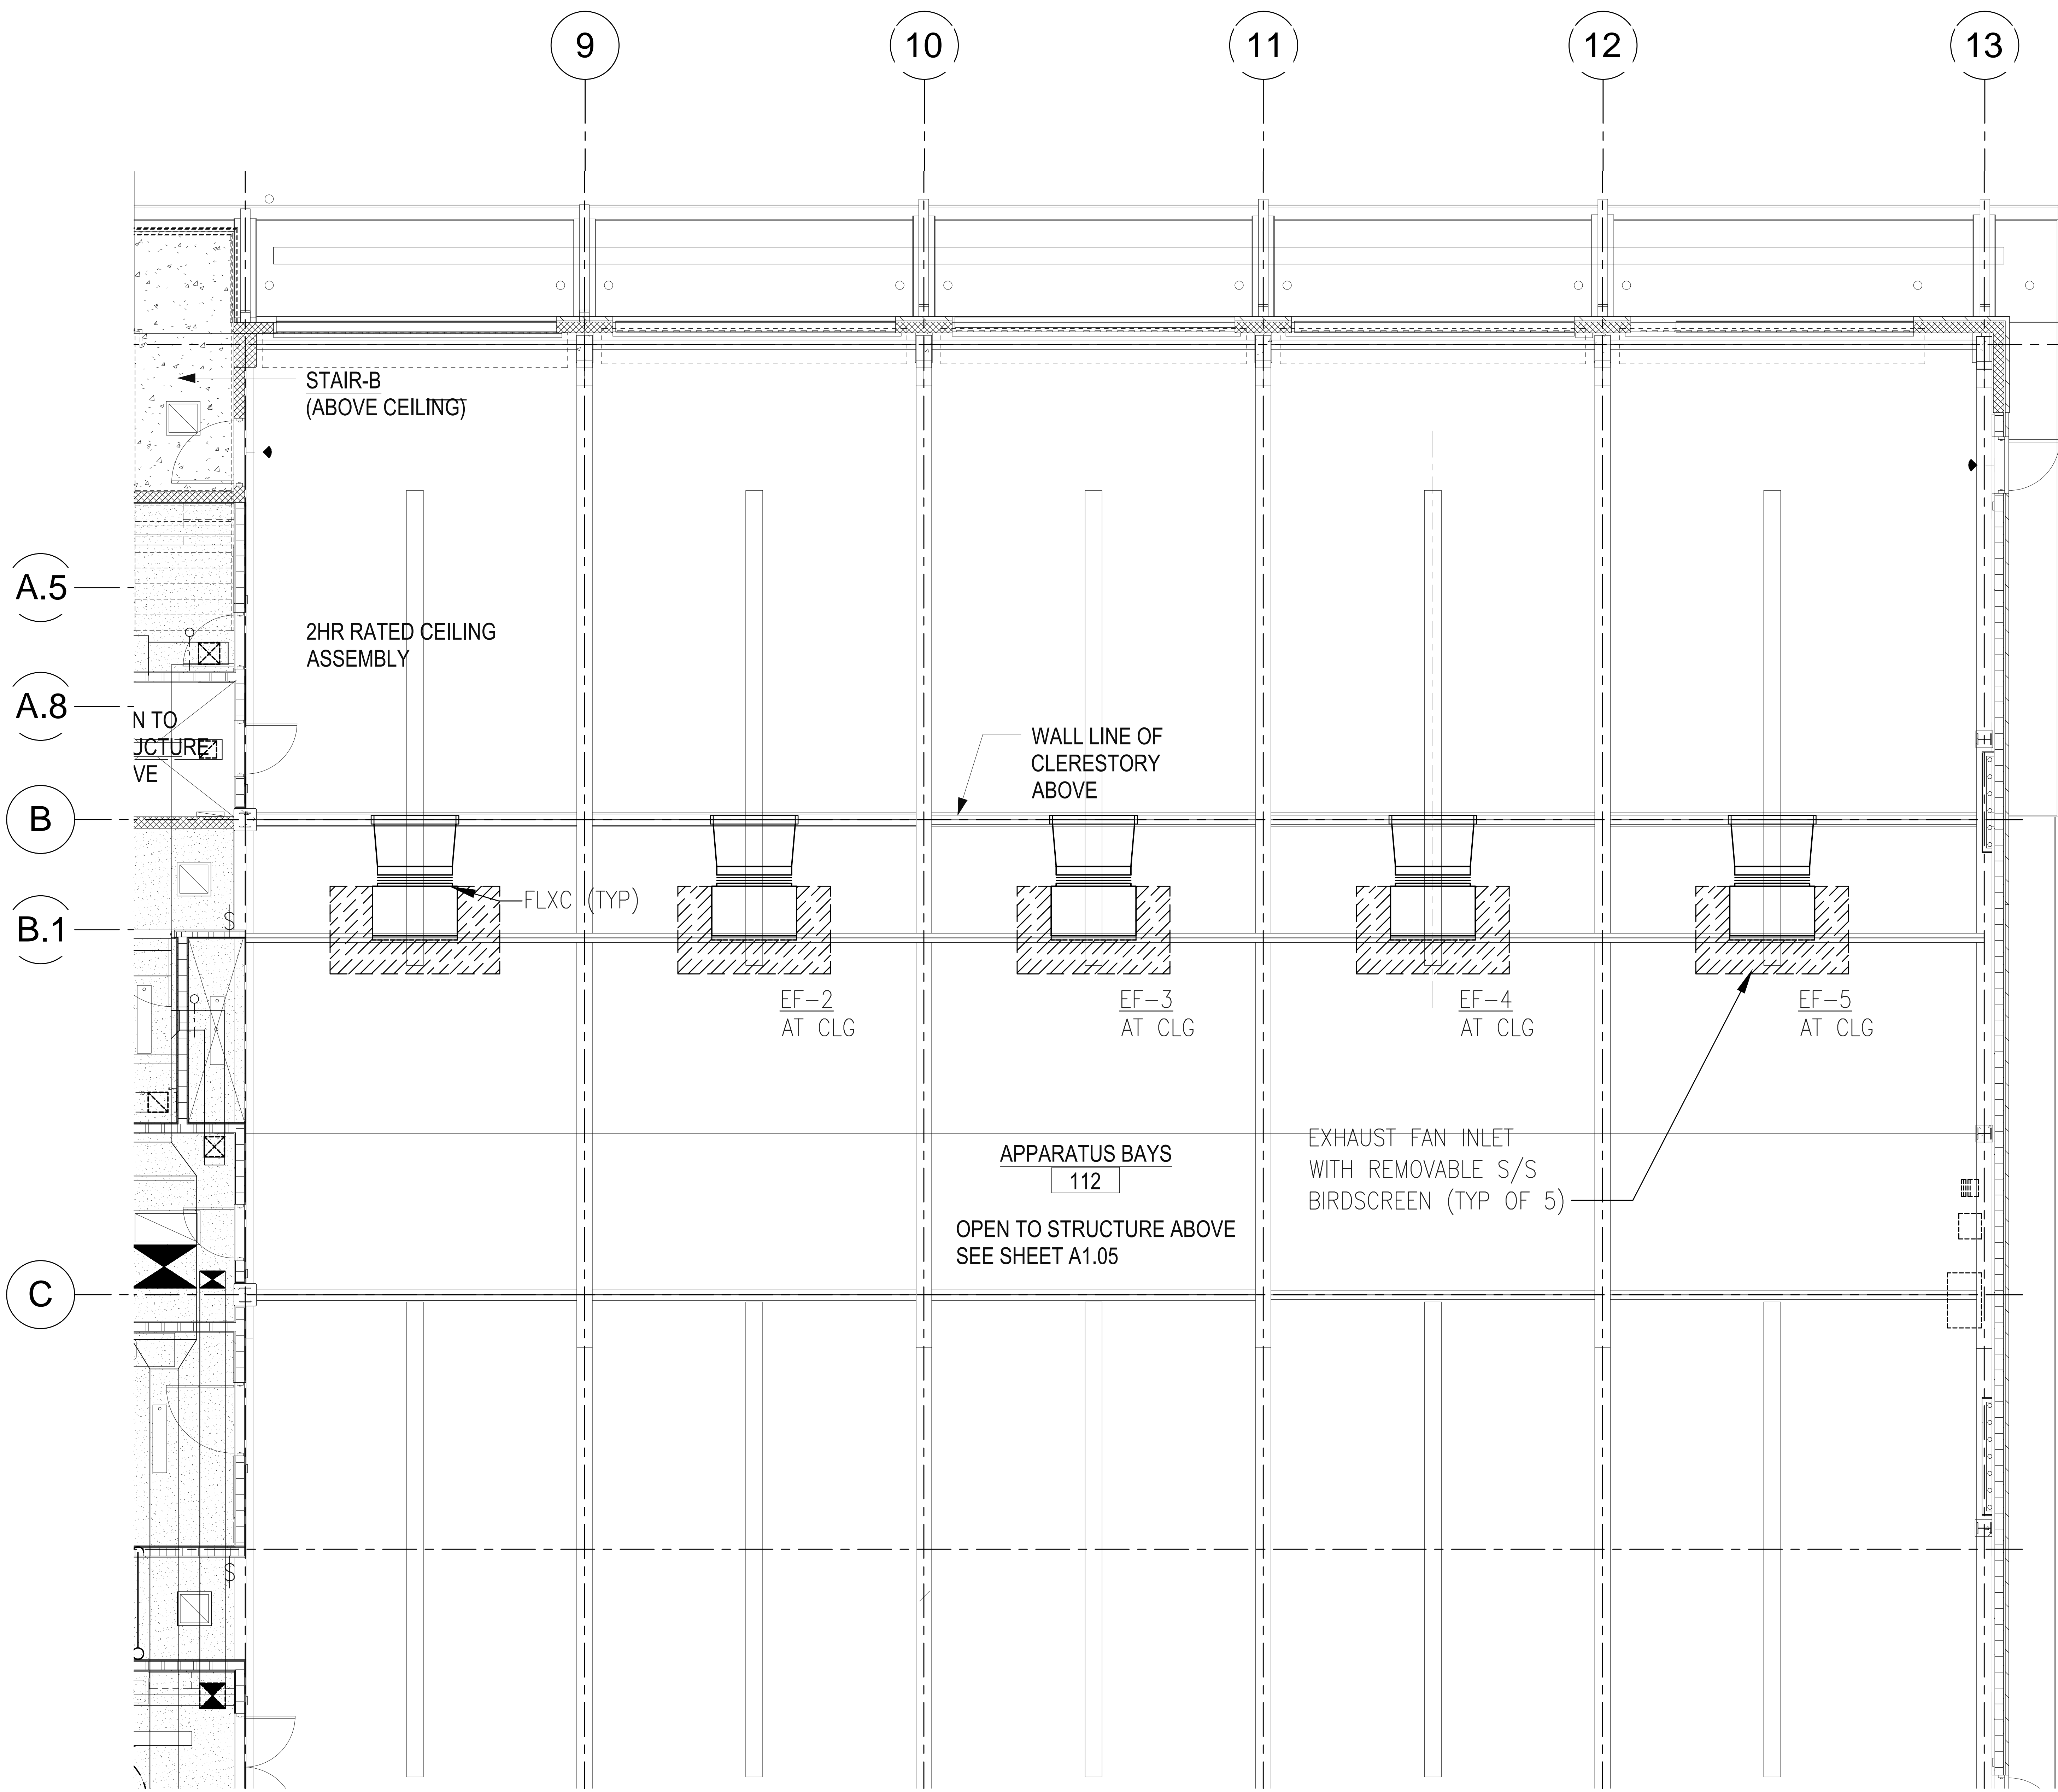 9
10
11
12
13
STAIR-B
(ABOVE CEILING)
A.5
2HR RATED CEILING
ASSEMBLY
A.8
N TO
UCTURE
VE
WALL LINE OF
CLERESTORY
ABOVE
B
FLXC (TYP)
B.1
S
EF-2
AT CLG
EF-3
AT CLG
EF-4
AT CLG
EF-5
AT CLG
EXHAUST FAN INLET
WITH REMOVABLE S/S
BIRDSCREEN (TYP OF 5)
APPARATUS BAYS
112
OPEN TO STRUCTURE ABOVE
SEE SHEET A1.05
C
S